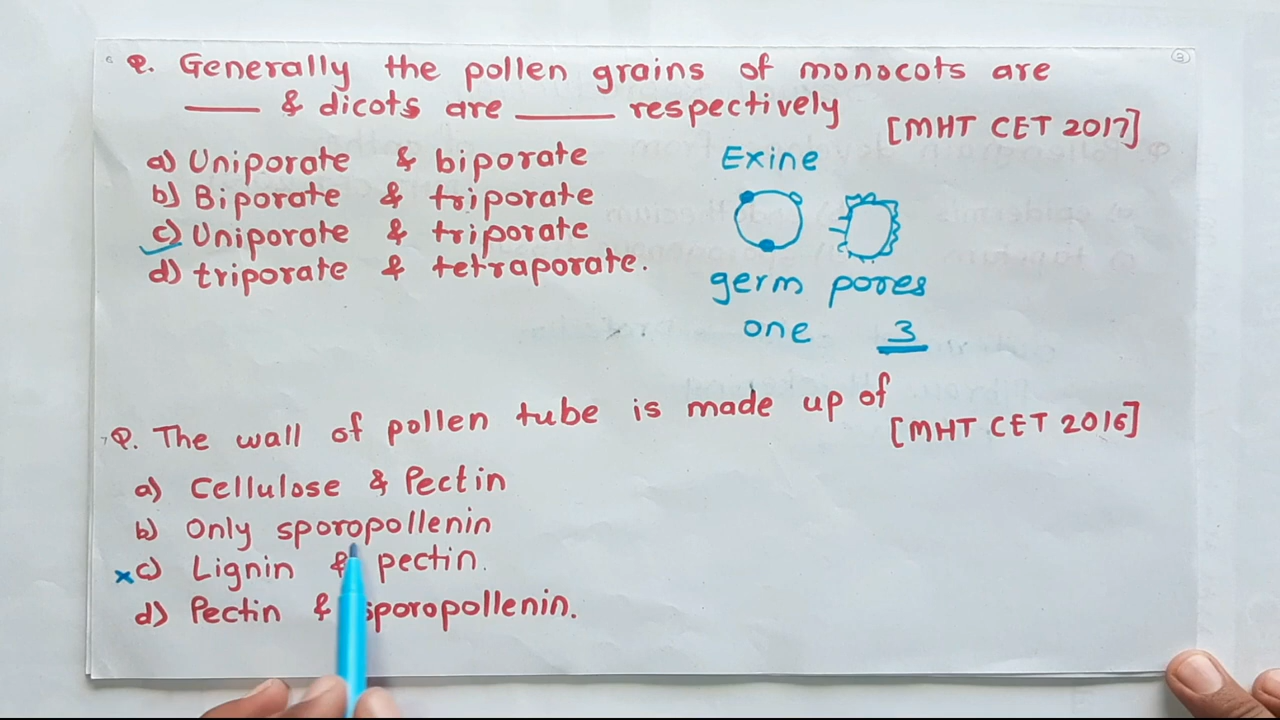 Q. Generally the pollen grains of monocots are
____ & dicots are ____ respectively
[MHT CET 2017]
a) Uniporate & biporate
b) Biporate & triporate
c) Uniporate & triporate
d) triporate & tetraporate.
Exine
germ pores
one 3
Q. The wall of pollen tube is made up of
[MHT CET 2016]
a) Cellulose & Pectin
b) Only sporopollenin
c) Lignin & pectin.
d) Pectin & sporopollenin.